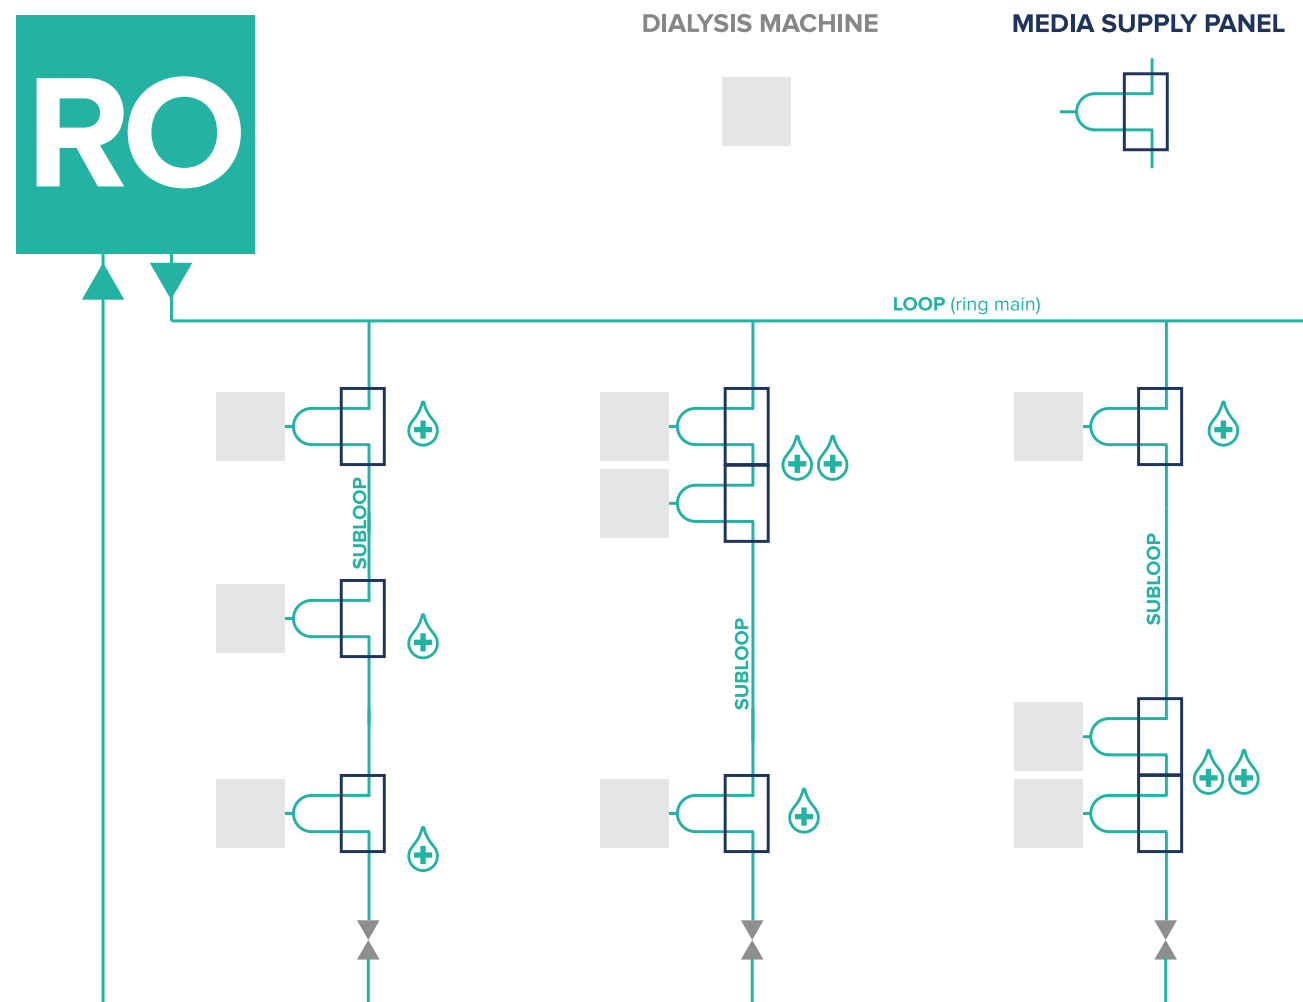 DIALYSIS MACHINE
MEDIA SUPPLY PANEL
RO
LOOP (ring main)
SUBLOOP
SUBLOOP
SUBLOOP